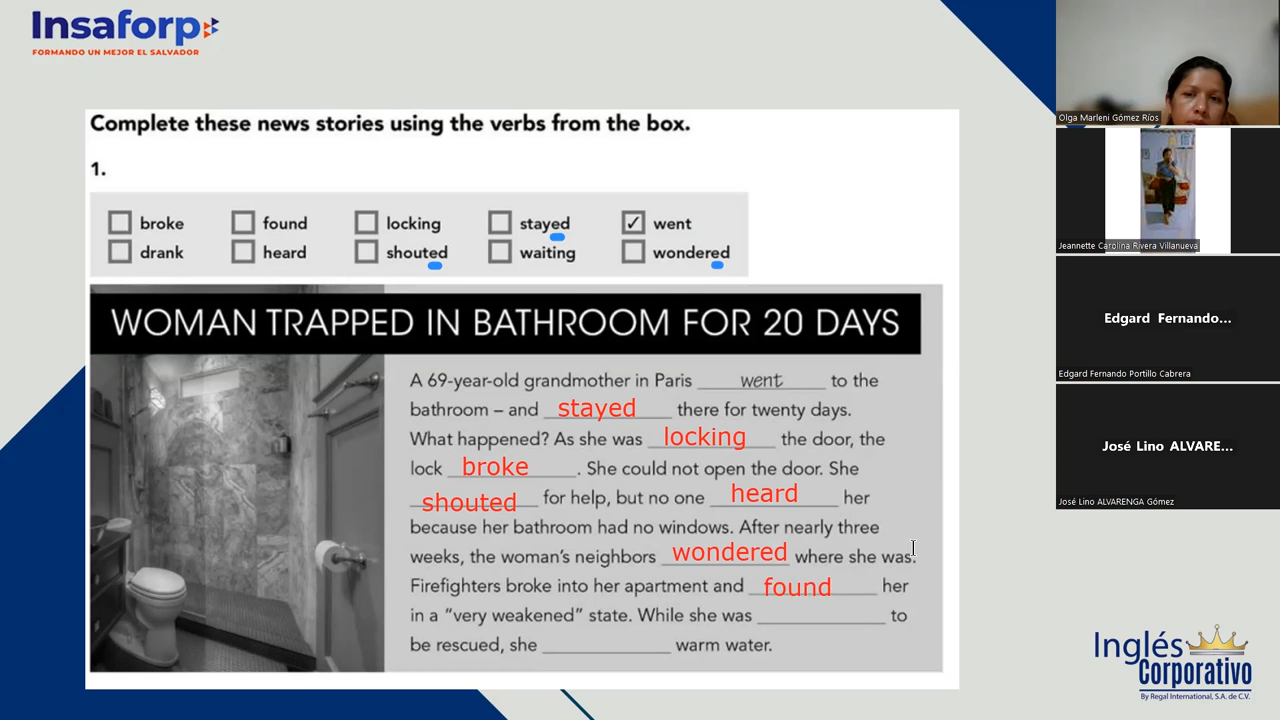 Insaforp
FORMANDO UN MEJOR EL SALVADOR
Complete these news stories using the verbs from the box.
1.
broke found locking stayed ✓ went
drank heard shouted waiting wondered
WOMAN TRAPPED IN BATHROOM FOR 20 DAYS
A 69-year-old grandmother in Paris went to the
bathroom – and stayed there for twenty days.
What happened? As she was locking the door, the
lock broke. She could not open the door. She
shouted for help, but no one heard her
because her bathroom had no windows. After nearly three
weeks, the woman's neighbors wondered where she was.
Firefighters broke into her apartment and found her
in a "very weakened" state. While she was ____________ to
be rescued, she ____________ warm water.
Olga Marleni Gómez Ríos
Jeannette Carolina Rivera Villanueva
Edgard Fernando...
Edgard Fernando Portillo Cabrera
José Lino ALVARE...
José Lino ALVARENGA Gómez
Inglés
Corporativo
By Regal International, S.A. de C.V.